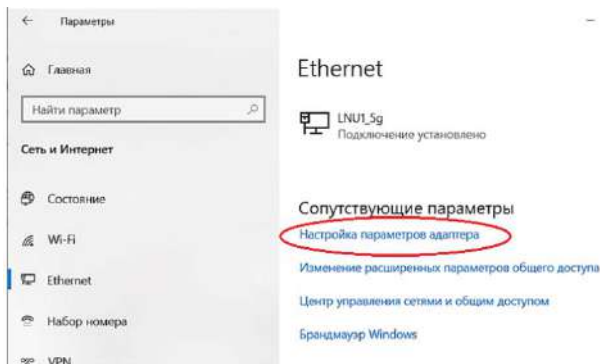 Параметры
Главная
Найти параметр
Сеть и Интернет
Состояние
Wi-Fi
Ethernet
Набор номера
VPN
Ethernet
LNU1_5g
Подключение установлено
Сопутствующие параметры
Настройка параметров адаптера
Изменение расширенных параметров общего доступа
Центр управления сетями и общим доступом
Брандмауэр Windows